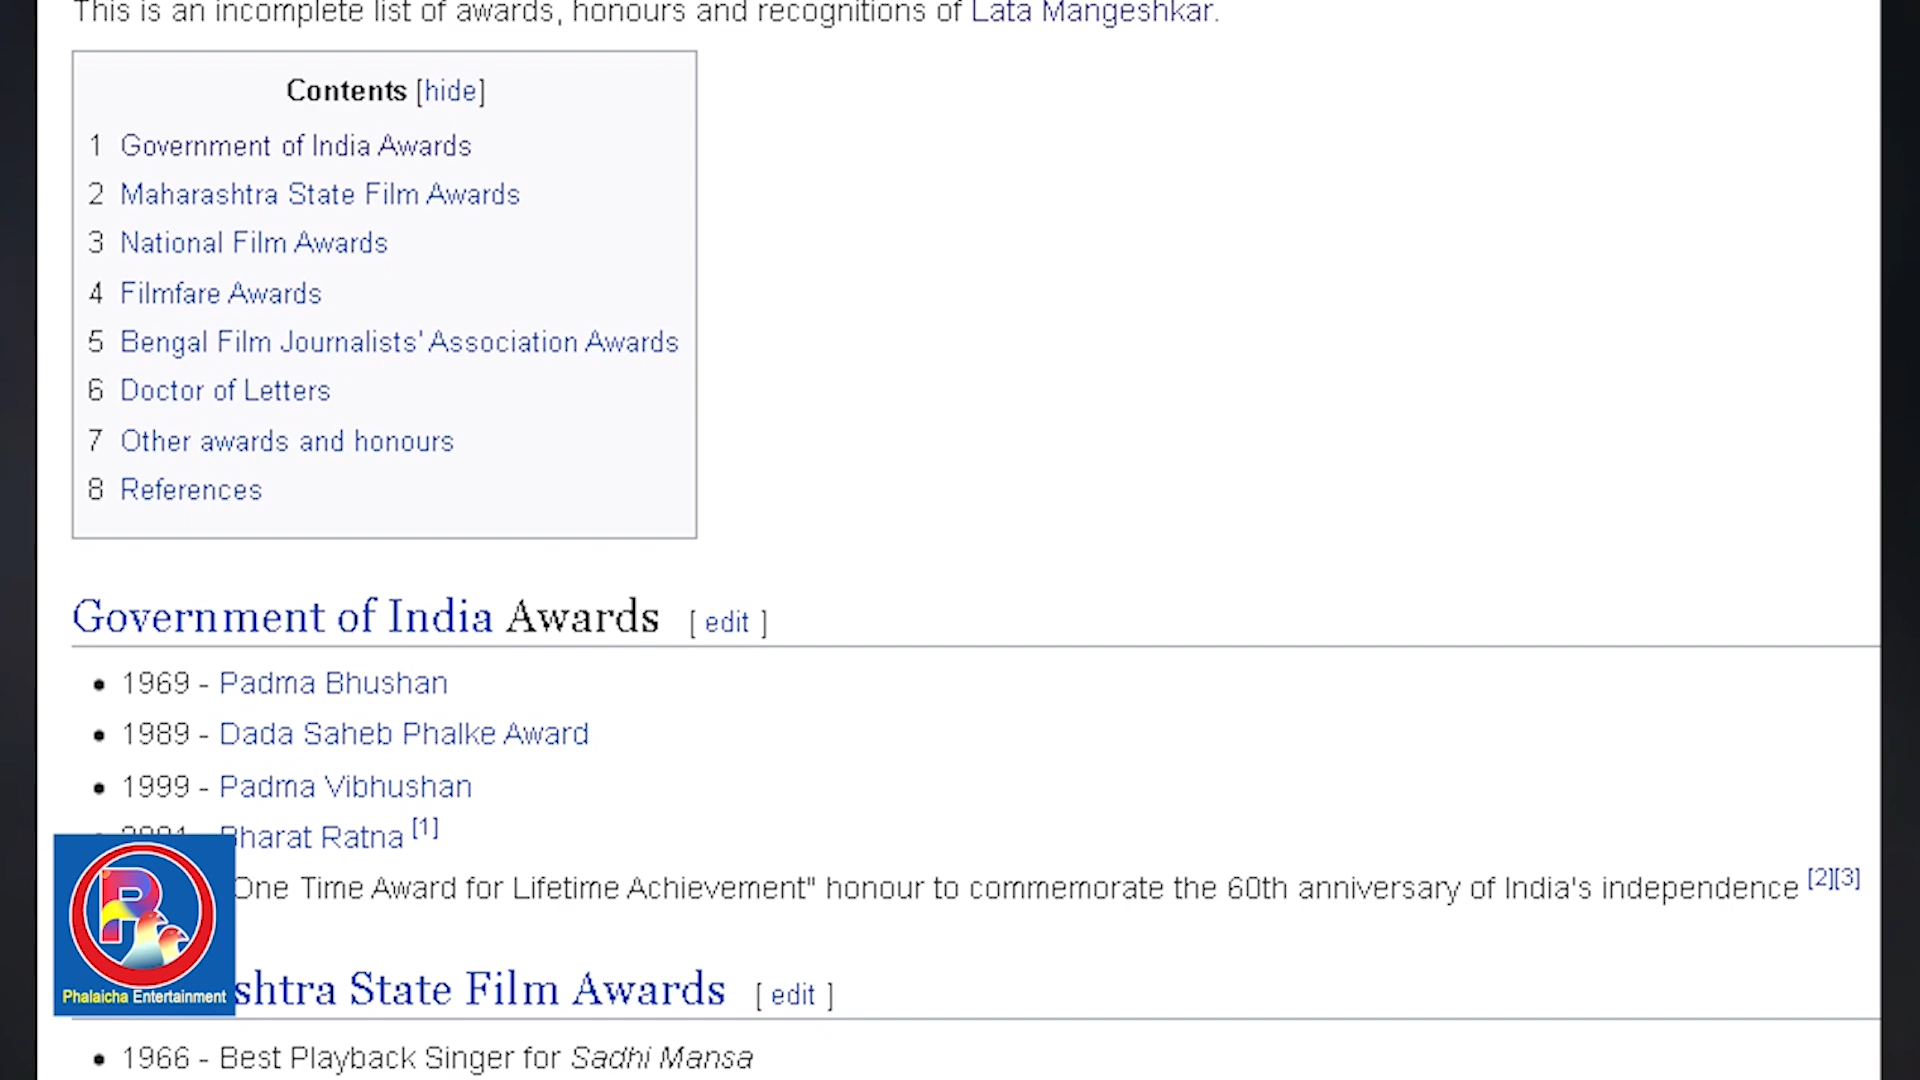 This is an incomplete list of awards, honours and recognitions of Lata Mangeshkar.
Contents [hide]
1 Government of India Awards
2 Maharashtra State Film Awards
3 National Film Awards
4 Filmfare Awards
5 Bengal Film Journalists' Association Awards
6 Doctor of Letters
7 Other awards and honours
8 References
Government of India Awards [ edit ]
• 1969 - Padma Bhushan
• 1989 - Dada Saheb Phalke Award
• 1999 - Padma Vibhushan
Bharat Ratna [1]
One Time Award for Lifetime Achievement" honour to commemorate the 60th anniversary of India's independence [2][3]
shtra State Film Awards [ edit ]
• 1966 - Best Playback Singer for Sadhi Mansa
Phalaicha Entertainment